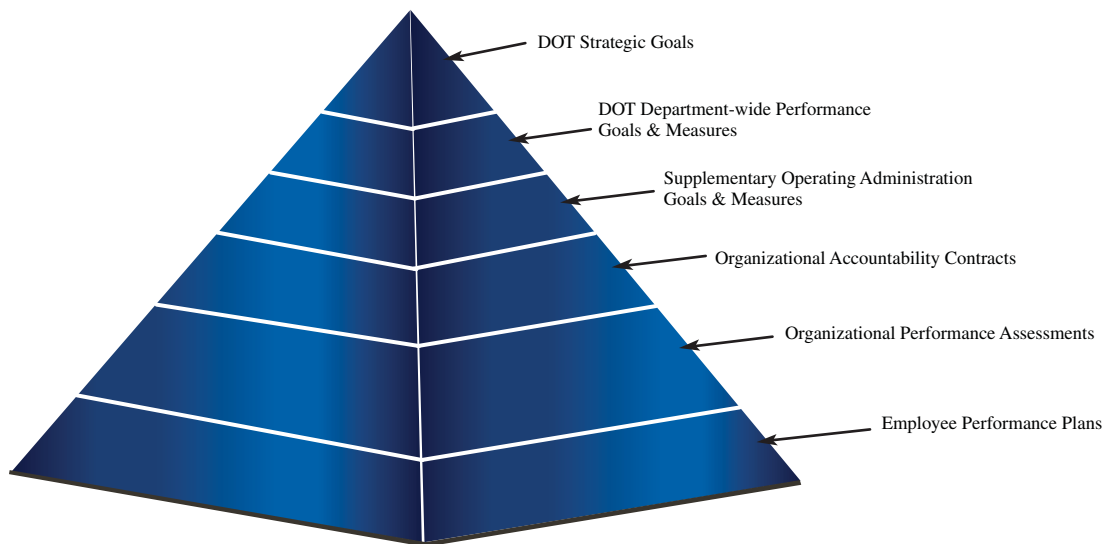 DOT Strategic Goals
DOT Department-wide Performance
Goals & Measures
Supplementary Operating Administration
Goals & Measures
Organizational Accountability Contracts
Organizational Performance Assessments
Employee Performance Plans